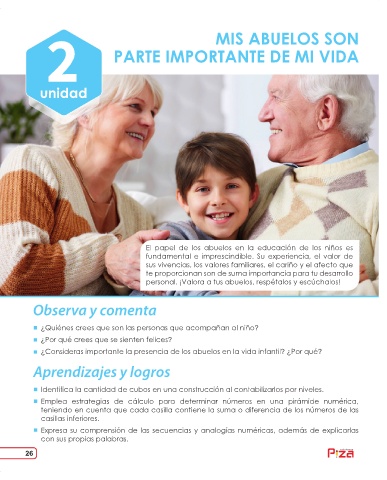 MIS ABUELOS SON
PARTE IMPORTANTE DE MI VIDA
2
unidad
El papel de los abuelos en la educación de los niños es
fundamental e imprescindible. Su experiencia, el valor de
sus vivencias, los valores familiares, el cariño y el afecto que
te proporcionan son de suma importancia para tu desarrollo
personal. ¡Valora a tus abuelos, respétalos y escúchalos!
Observa y comenta
¿Quiénes crees que son las personas que acompañan al niño?
¿Por qué crees que se sienten felices?
¿Consideras importante la presencia de los abuelos en la vida infantil? ¿Por qué?
Aprendizajes y logros
Identifica la cantidad de cubos en una construcción al contabilizarlos por niveles.
Emplea estrategias de cálculo para determinar números en una pirámide numérica,
teniendo en cuenta que cada casilla contiene la suma o diferencia de los números de las
casillas inferiores.
Expresa su comprensión de las secuencias y analogías numéricas, además de explicarlas
con sus propias palabras.
26
Piza